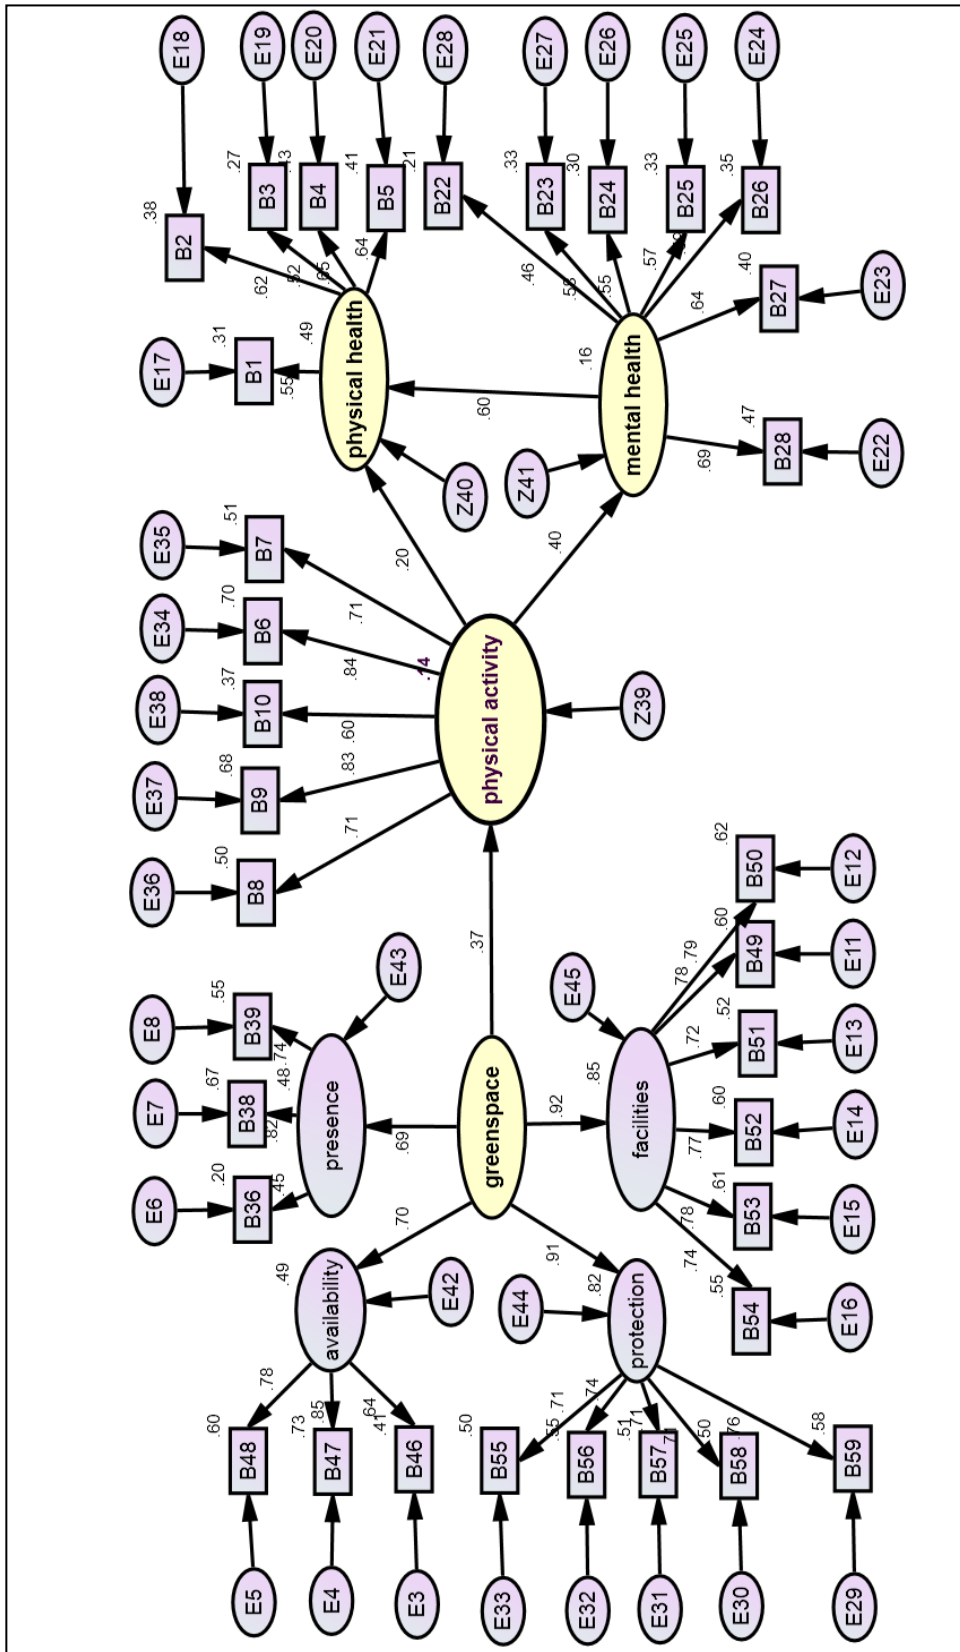 E6
E7
E8
E36
E37
E38
E34
E35
E17
E18
.38
B2
.60
.20
.67
.55
.50
.68
.37
.70
.51
.31
.27
E5
B48
B36
B38
B39
B8
B9
B10
B6
B7
B1
B3
E19
.78
.49
.45
.82
.48
.74
.55
.62
.52
.43
.73
.85
E4
B47
availability
presence
.49
B4
E20
.65
.64
.41
.64
.41
.71
.83
.60
.84
.71
physical health
B5
E21
E3
B46
.70
.69
E43
.20
.21
.14
E42
Z40
B22
E28
.50
.37
.60
E33
B55
greenspace
physical activity
E44
Z41
.46
.33
B23
E27
.55
.71
.91
.92
.40
.58
.30
E32
B56
.74
.82
E45
.16
.55
B24
E26
.51
.71
protection
facilities
.85
Z39
mental health
.57
.33
E31
B57
.71
.74
.78
.77
.72
.78
.79
.69
.64
B25
E25
.50
.76
.55
.61
.60
.52
.60
.62
.47
.40
.35
E30
B58
B54
B53
B52
B51
B49
B50
B28
B27
B26
E24
.58
E29
B59
E16
E15
E14
E13
E11
E12
E22
E23